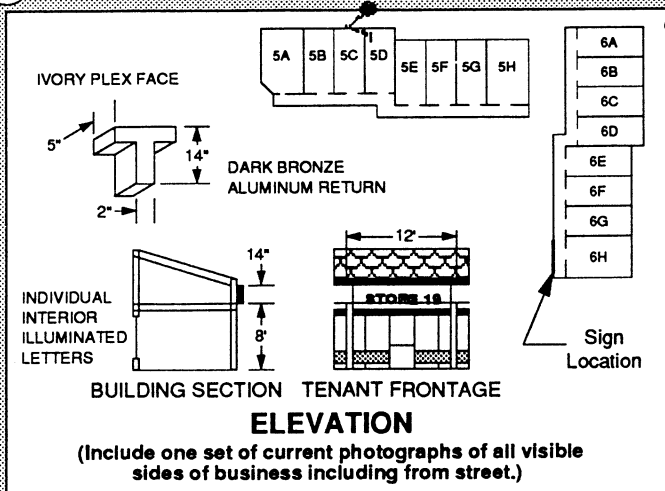 5A 5B 5C 5D 5E 5F 5G 5H
6A
6B
6C
6D
6E
6F
6G
6H
IVORY PLEX FACE
5"
14"
2"
DARK BRONZE
ALUMINUM RETURN
INDIVIDUAL
INTERIOR
ILLUMINATED
LETTERS
14"
8'
BUILDING SECTION
12'
STORE 19
TENANT FRONTAGE
Sign
Location
ELEVATION
(Include one set of current photographs of all visible
sides of business including from street.)